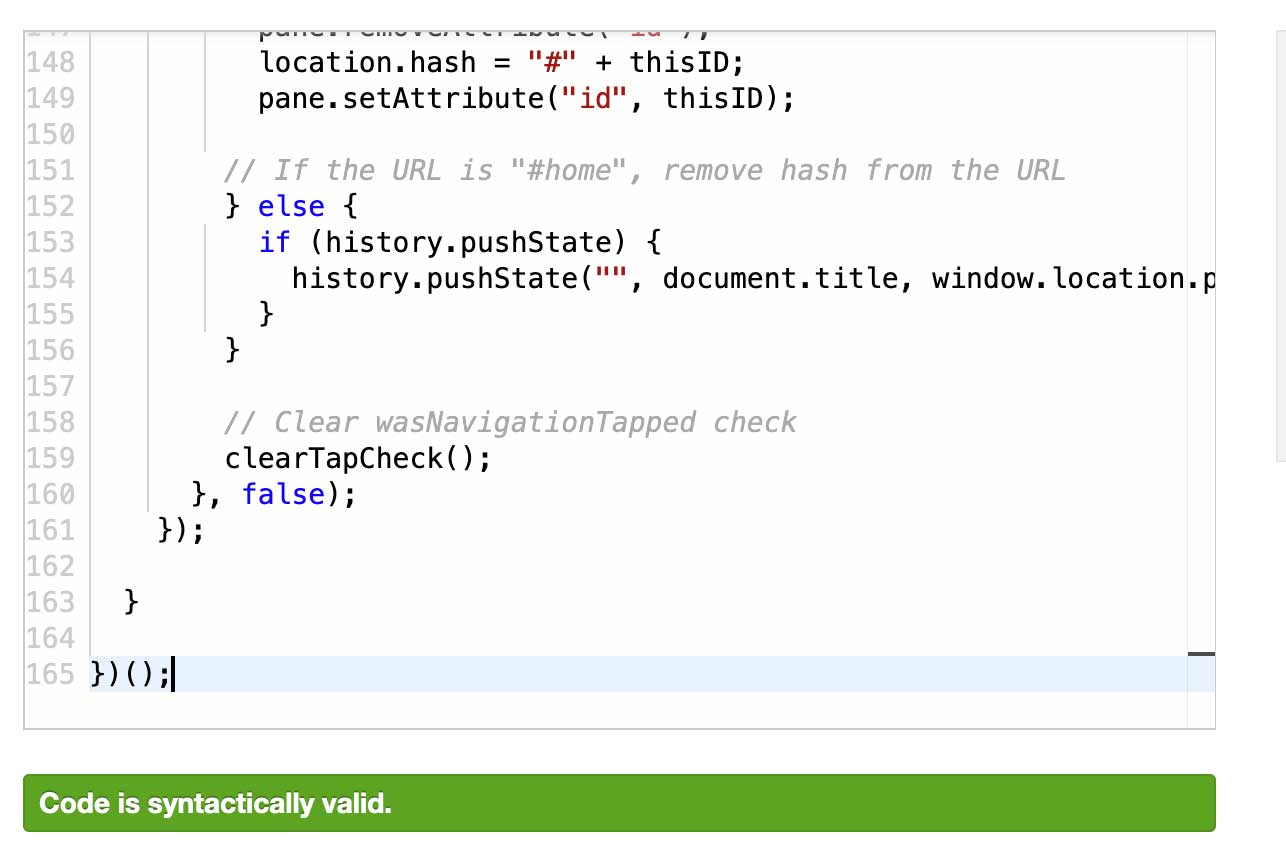 148 location.hash = "#" + thisID;
149 pane.setAttribute("id", thisID);
150
151 // If the URL is "#home", remove hash from the URL
152 } else {
153 if (history.pushState) {
154 history.pushState("", document.title, window.location.p
155 }
156 }
157
158 // Clear wasNavigationTapped check
159 clearTapCheck();
160 }, false);
161 });
162
163 }
164
165 })();
Code is syntactically valid.